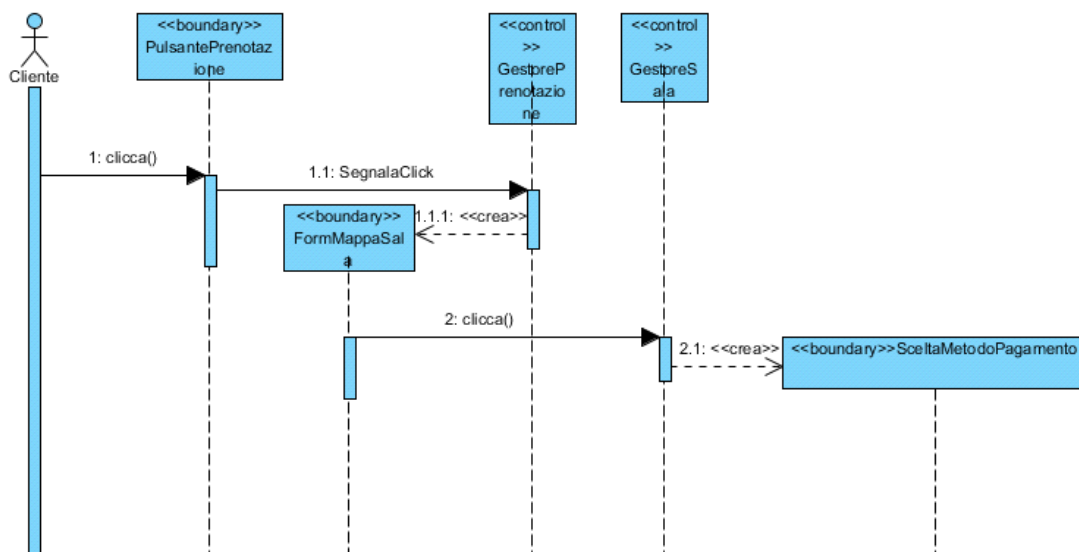 Cliente
<<boundary>>
PulsantePrenotaz
ione
<<control
>>
GestoreP
renotazio
ne
<<control
>>
GestoreS
ala
1: clicca()
1.1: SegnalaClick
<<boundary>>
FormMappaSal
a
1.1.1: <<crea>>
2: clicca()
2.1: <<crea>>
<<boundary>>SceltaMetodoPagamento